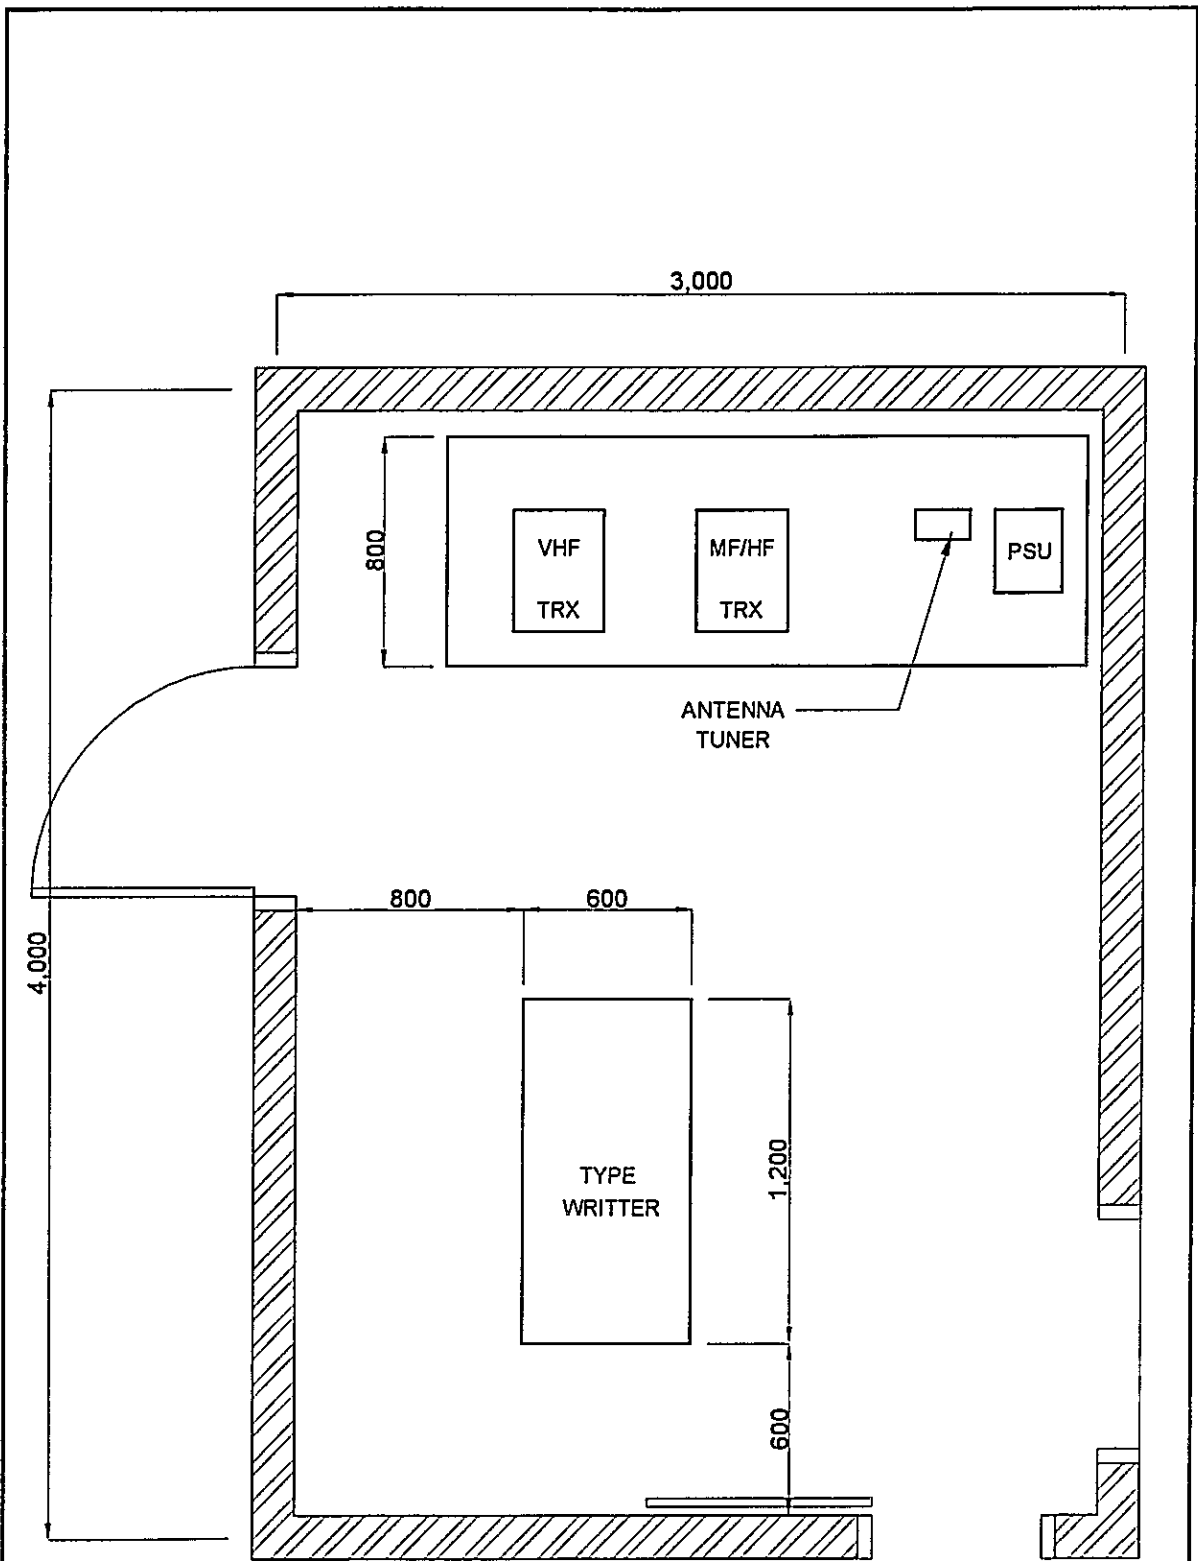 3,000
800
VHF
TRX
MF/HF
TRX
PSU
ANTENNA
TUNER
4,000
800
600
TYPE
WRITTER
1,200
600